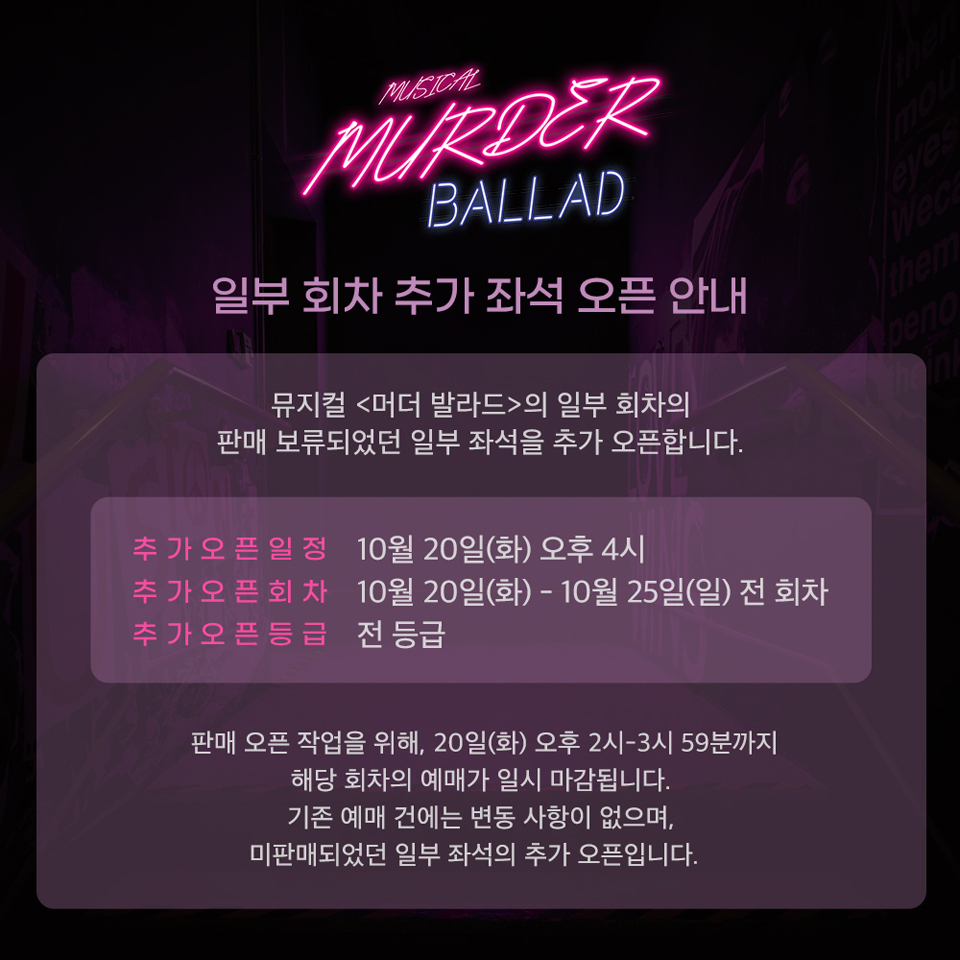 MUSICAL
MURDER
BALLAD
일부 회차 추가 좌석 오픈 안내
뮤지컬 <머더 발라드>의 일부 회차의
판매 보류되었던 일부 좌석을 추가 오픈합니다.
추가오픈일정 10월 20일(화) 오후 4시
추가오픈회차 10월 20일(화) - 10월 25일(일) 전 회차
추가오픈등급 전 등급
판매 오픈 작업을 위해, 20일(화) 오후 2시-3시 59분까지
해당 회차의 예매가 일시 마감됩니다.
기존 예매 건에는 변동 사항이 없으며,
미판매되었던 일부 좌석의 추가 오픈입니다.